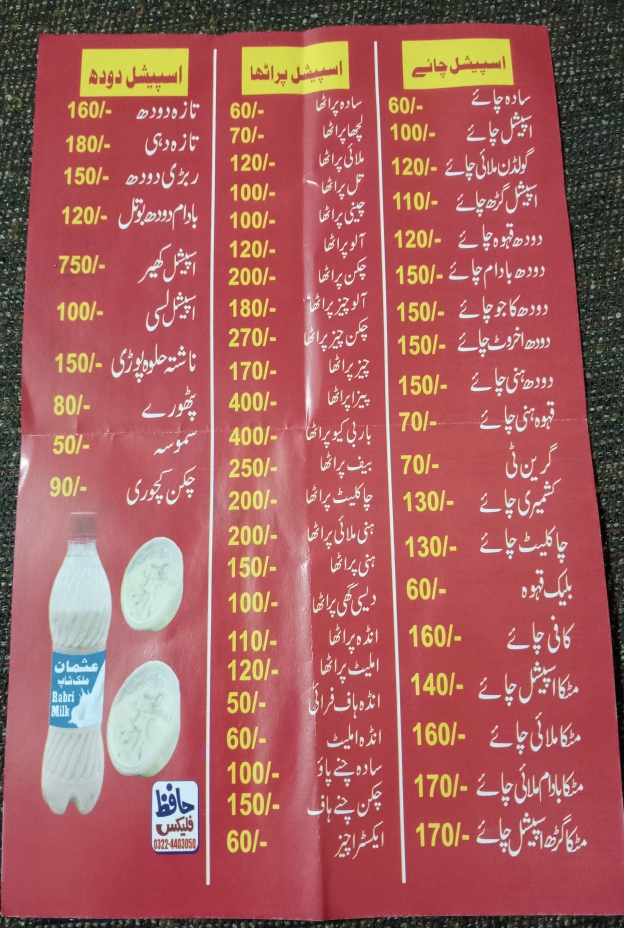 اسپیشل چائے
سادہ چائے 60/-
اسپیشل چائے 100/-
گولڈن ملائی چائے 120/-
اسپیشل گڑھ چائے 110/-
دودھ قہوہ چائے 120/-
دودھ بادام چائے 150/-
دودھ کاجو چائے 150/-
دودھ اخروٹ چائے 150/-
دودھ ہنی چائے 150/-
قہوہ ہنی چائے 70/-
گرین ٹی 70/-
کشمیری چائے 130/-
چاکلیٹ چائے 130/-
بلیک قہوہ 60/-
کافی چائے 160/-
مٹکا اسپیشل چائے 140/-
مٹکا ملائی چائے 160/-
مٹکا بادام ملائی چائے 170/-
مٹکا گڑھ اسپیشل چائے 170/-
اسپیشل پراٹھا
سادہ پراٹھا 60/-
لچھا پراٹھا 70/-
ملائی پراٹھا 120/-
تل پراٹھا 100/-
چینی پراٹھا 100/-
آلو پراٹھا 120/-
چکن پراٹھا 200/-
آلو چیز پراٹھا 180/-
چکن چیز پراٹھا 270/-
چیز پراٹھا 170/-
پیزا پراٹھا 400/-
باربی کیو پراٹھا 400/-
بیف پراٹھا 250/-
چاکلیٹ پراٹھا 200/-
ہنی ملائی پراٹھا 200/-
ہنی پراٹھا 150/-
دیسی گھی پراٹھا 100/-
انڈہ پراٹھا 110/-
املیٹ پراٹھا 120/-
انڈہ ہاف فرائی 50/-
انڈہ املیٹ 60/-
سادہ چنے پاؤ 100/-
چکن چنے ہاف 150/-
ایکسٹرا چیز 60/-
اسپیشل دودھ
تازہ دودھ 160/-
تازہ دہی 180/-
ربڑی دودھ 150/-
بادام دودھ بوتل 120/-
اسپیشل کھیر 750/-
اسپیشل لسی 100/-
ناشتہ حلوہ پوڑی 150/-
پٹھورے 80/-
سموسہ 50/-
چکن کچوری 90/-
عثمان
ملک شاپ
Rabri
Milk
حافظ
فلیکس
0322-4403050